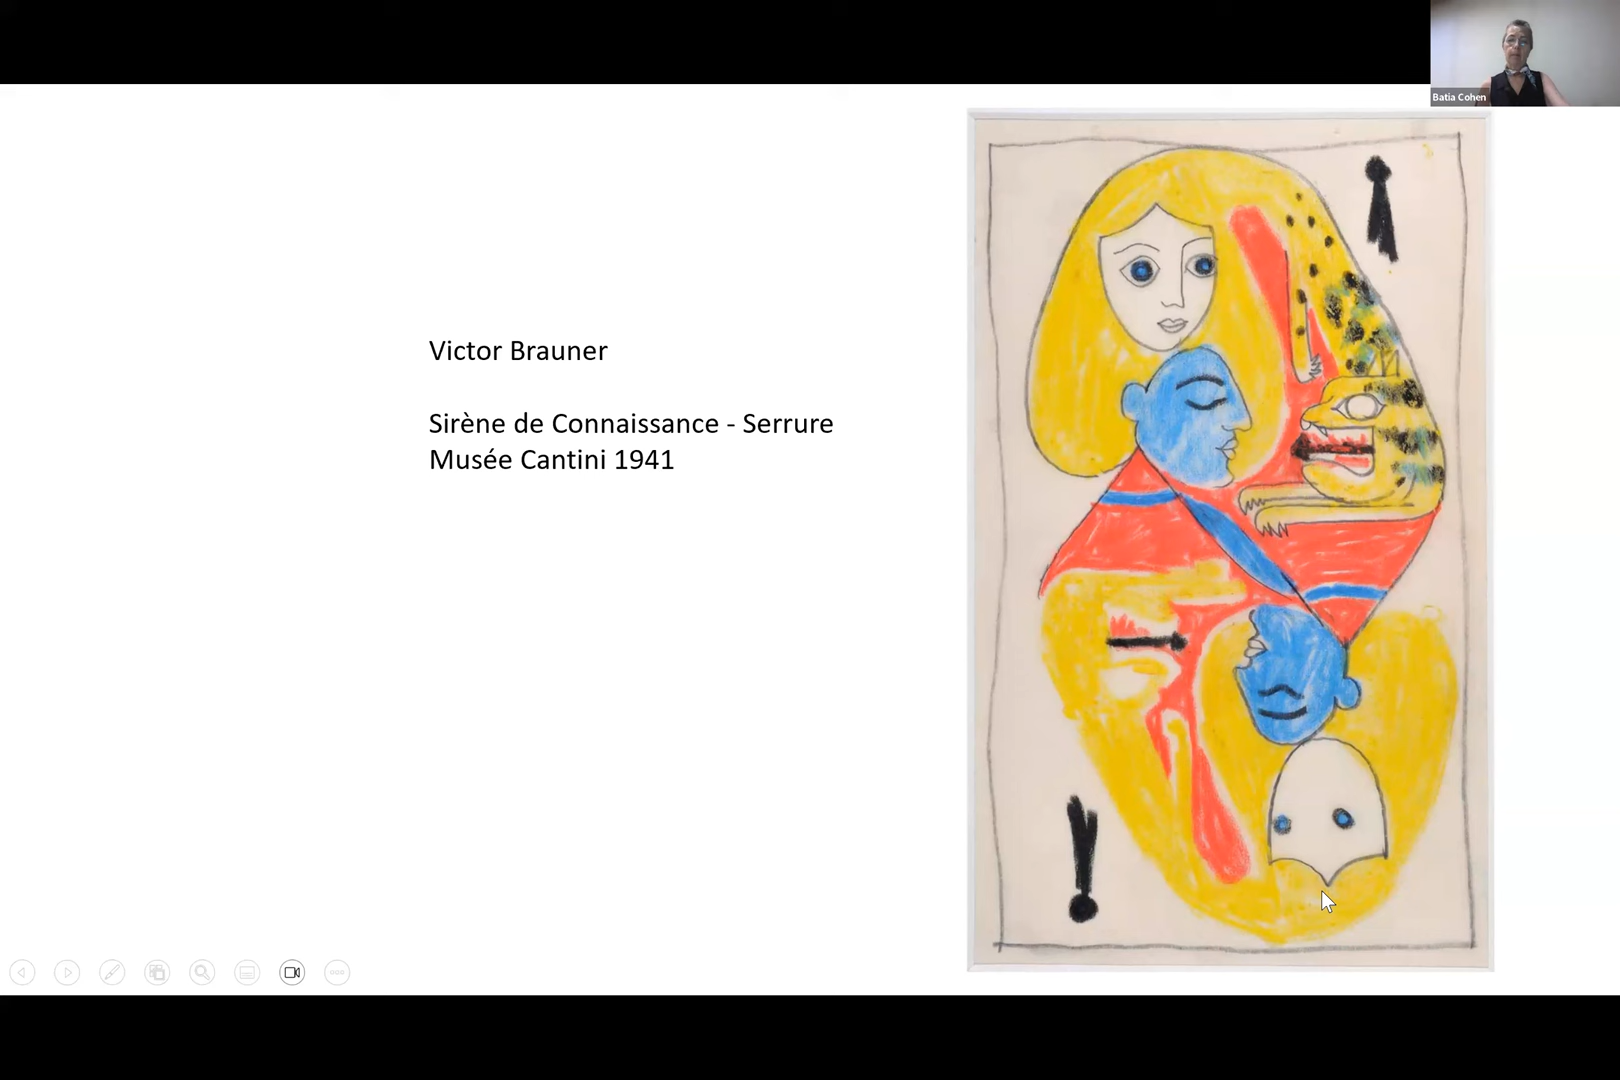 Batia Cohen
Victor Brauner
Sirène de Connaissance - Serrure
Musée Cantini 1941